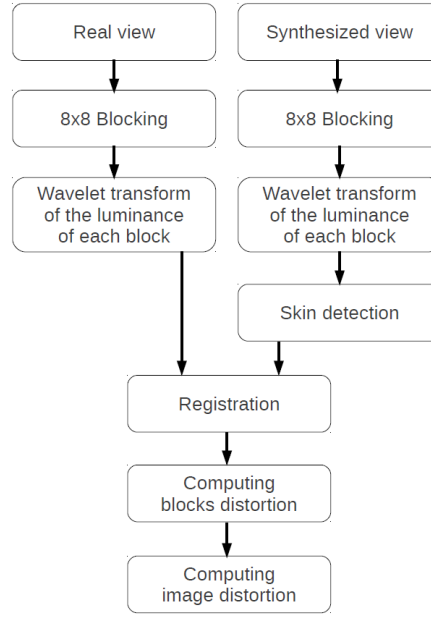 Real view
Synthesized view
8x8 Blocking
8x8 Blocking
Wavelet transform
of the luminance
of each block
Wavelet transform
of the luminance
of each block
Skin detection
Registration
Computing
blocks distortion
Computing
image distortion